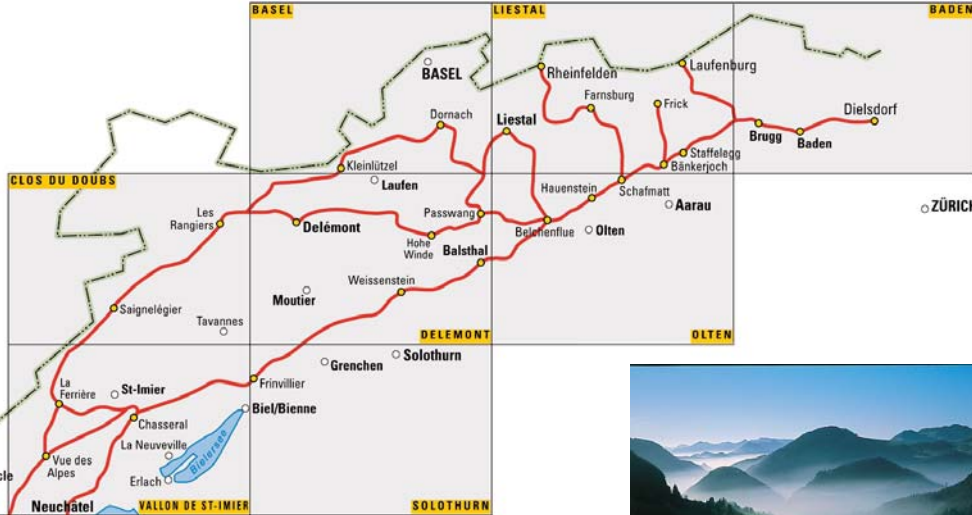 BASEL
LIESTAL
BADEN
BASEL
Rheinfelden
Laufenburg
Farnsburg
Frick
Dielsdorf
Dornach
Liestal
Brugg
Baden
Staffelegg
Bänkerjoch
Kleinlützel
CLOS DU DOUBS
Laufen
Hauenstein
Schafmatt
Aarau
ZÜRICH
Les
Rangiers
Delémont
Passwang
Belchenflue
Olten
Hohe
Winde
Balsthal
Weissenstein
Moutier
Saignelégier
Tavannes
DELEMONT
OLTEN
Grenchen
Solothurn
La
Ferrière
St-Imier
Frinvillier
Biel/Bienne
Chasseral
La Neuveville
Bielersee
Vue des
Alpes
Erlach
cle
Neuchâtel
VALLON DE ST-IMIER
SOLOTHURN